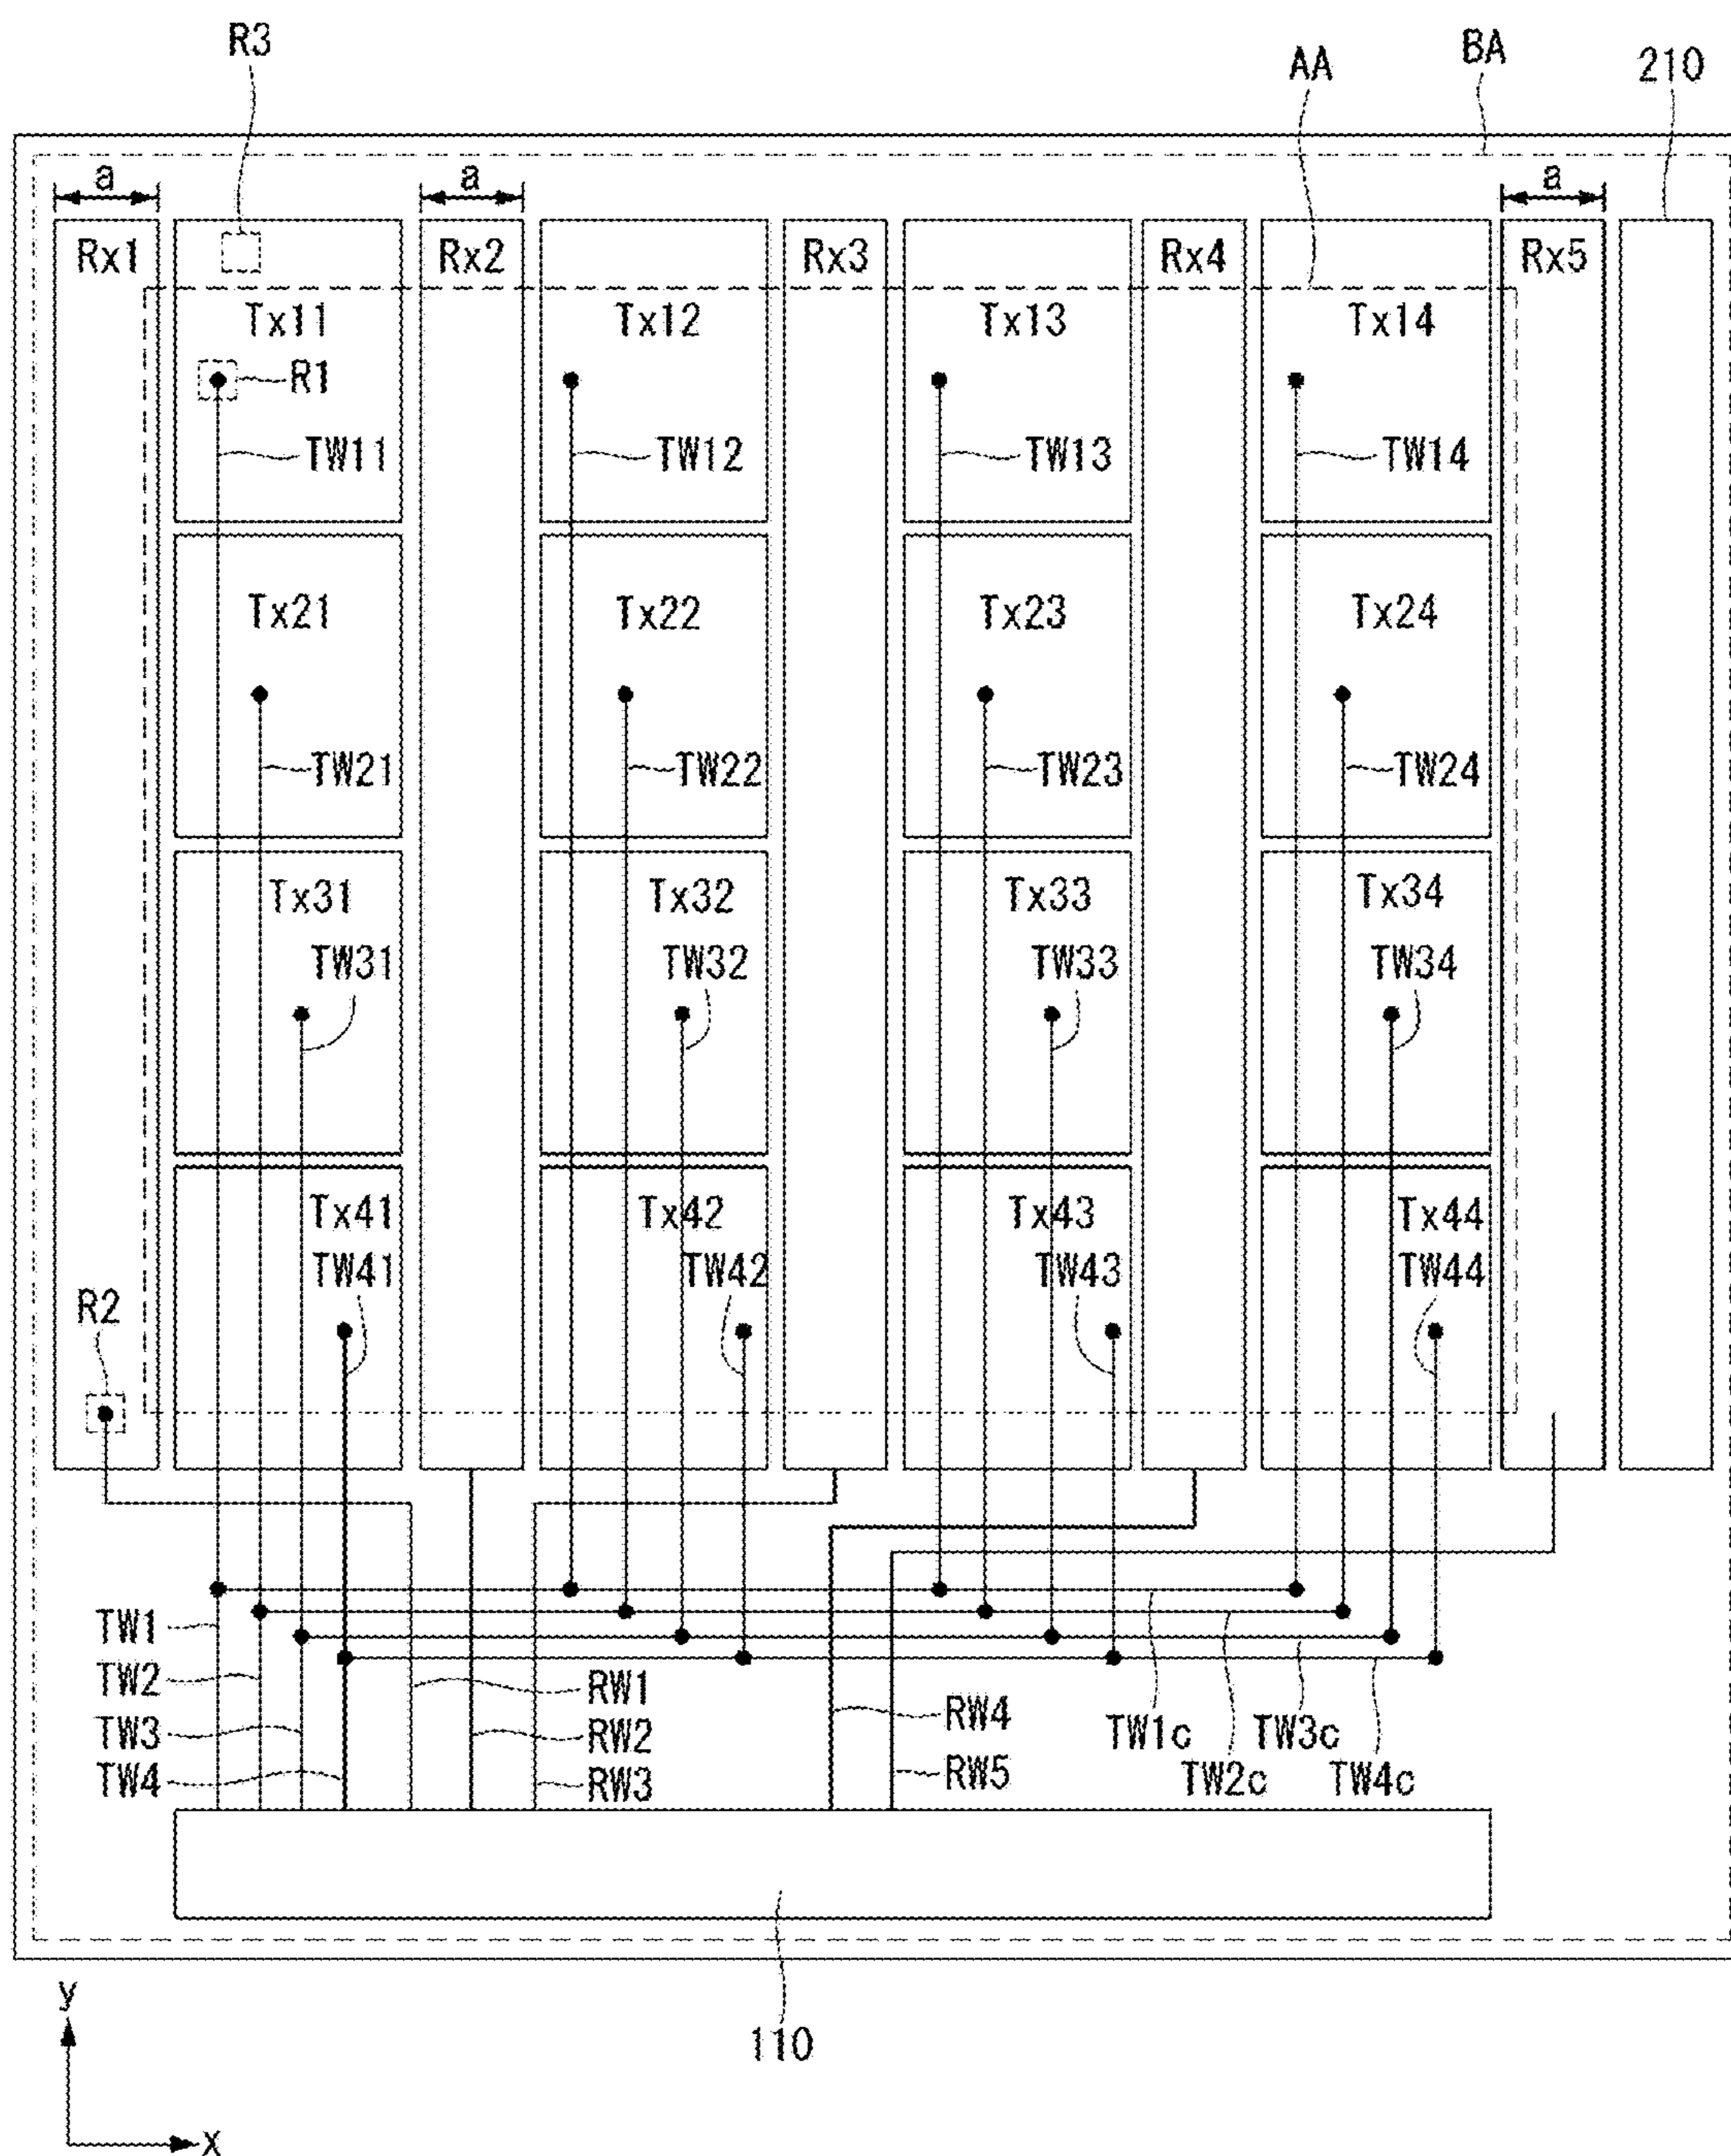 R3 AA BA 210
a a a
Rx1 Rx2 Rx3 Rx4 Rx5
Tx11 Tx12 Tx13 Tx14
R1
TW11 TW12 TW13 TW14
Tx21 Tx22 Tx23 Tx24
TW21 TW22 TW23 TW24
Tx31 Tx32 Tx33 Tx34
TW31 TW32 TW33 TW34
Tx41 Tx42 Tx43 Tx44
TW41 TW42 TW43 TW44
R2
TW1
TW2
TW3
TW4
RW1
RW2
RW3
RW4
RW5
TW1c TW3c
TW2c TW4c
110
y
x